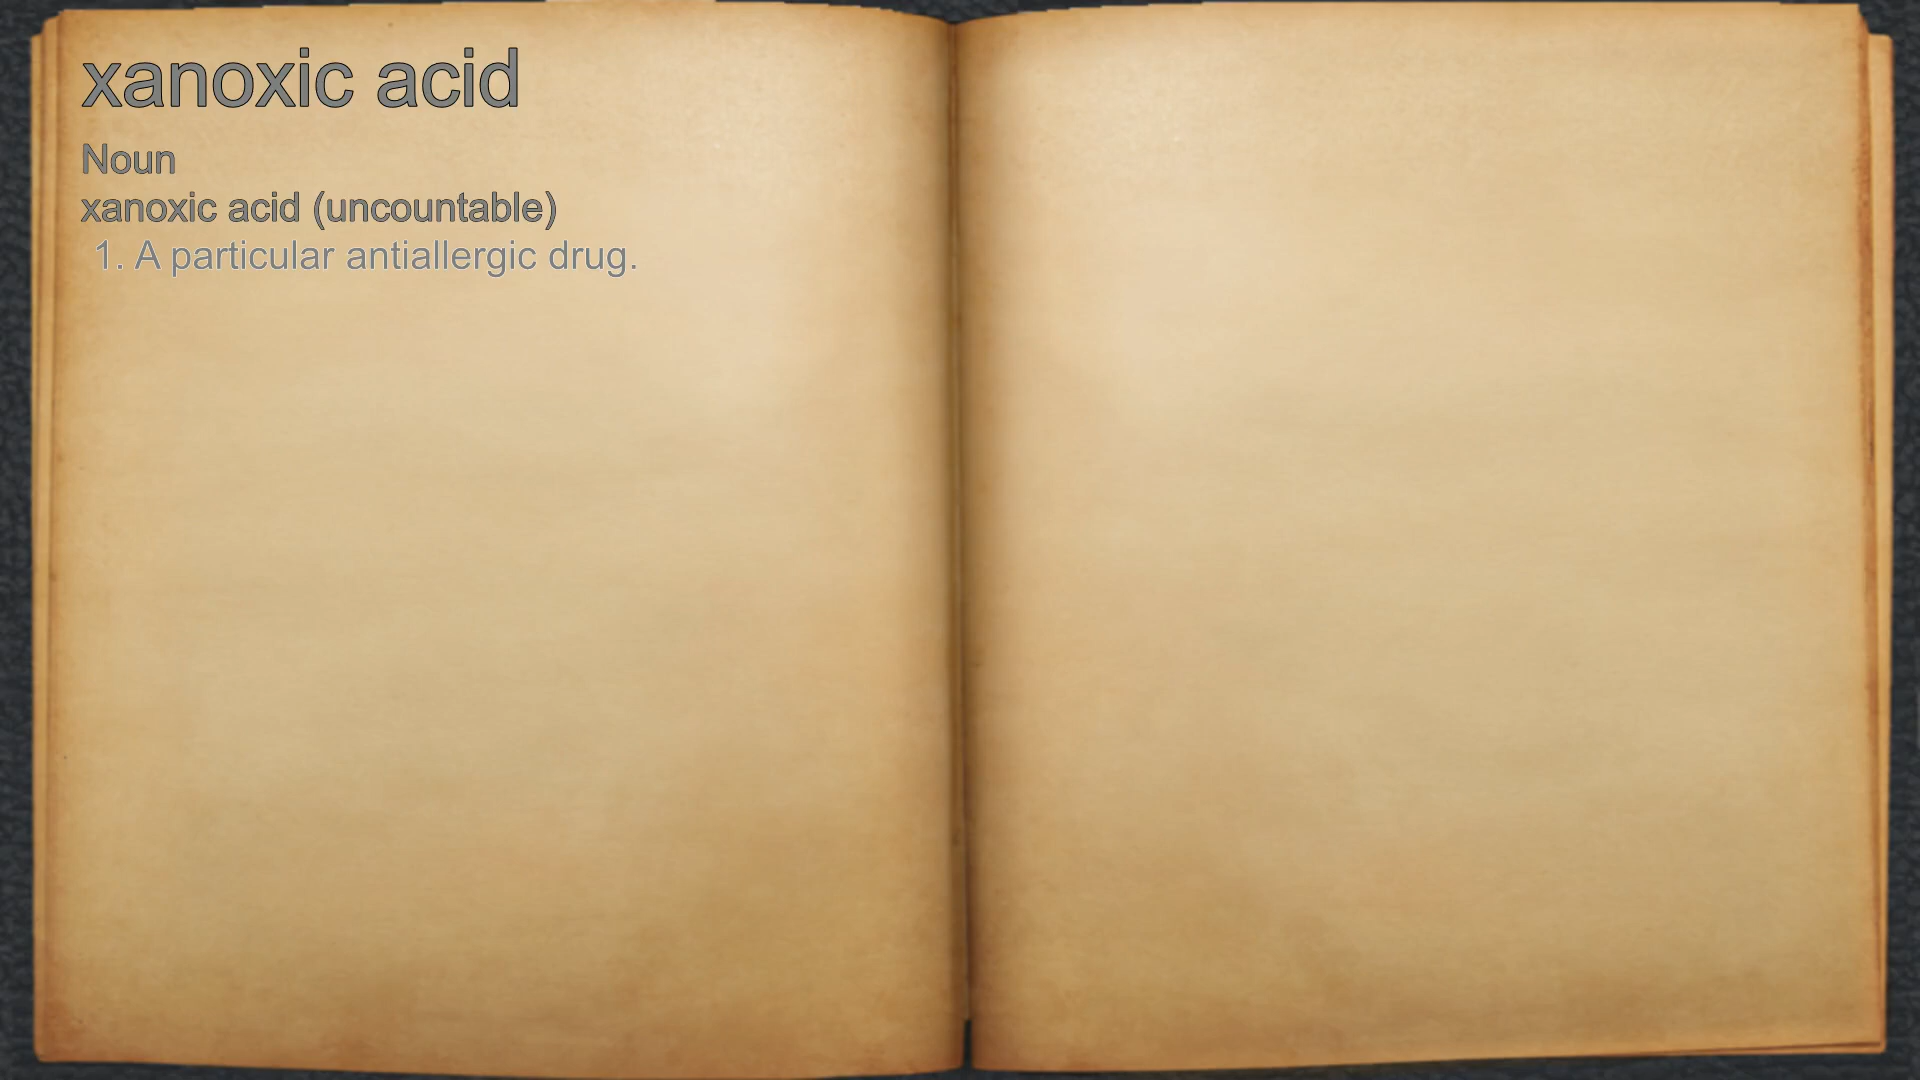 xanoxic acid
Noun
xanoxic acid (uncountable)
1. A particular antiallergic drug.